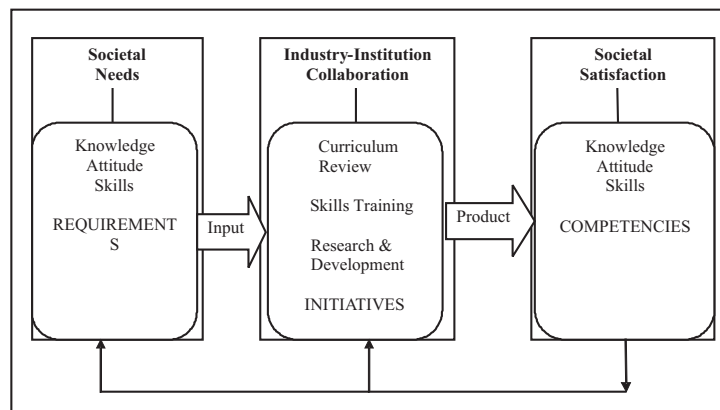 Societal
Needs
Knowledge
Attitude
Skills
REQUIREMENT
S
Input
Industry-Institution
Collaboration
Curriculum
Review
Skills Training
Research &
Development
INITIATIVES
Product
Societal
Satisfaction
Knowledge
Attitude
Skills
COMPETENCIES